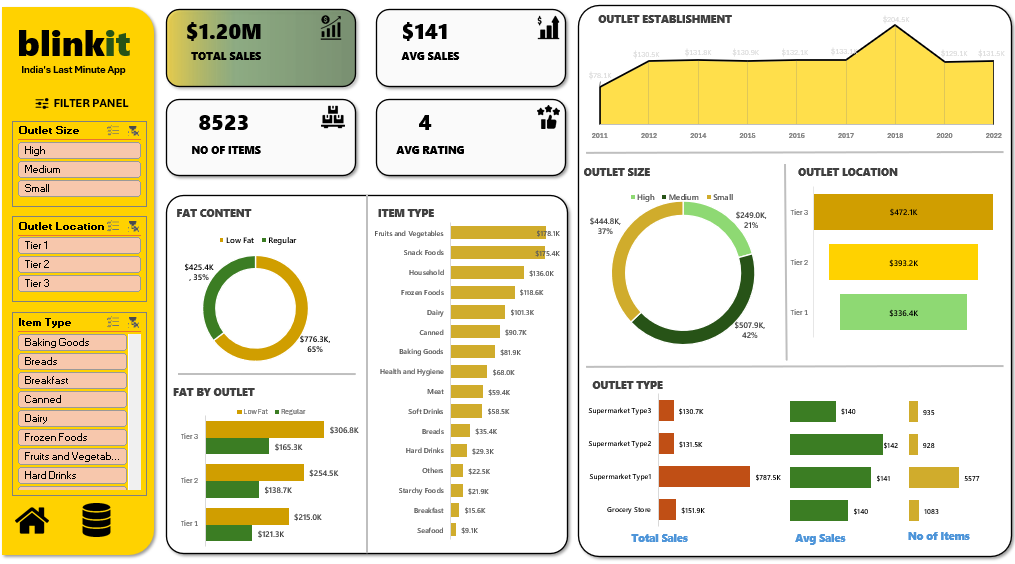 blinkit
India's Last Minute App
FILTER PANEL
Outlet Size
High
Medium
Small
Outlet Location
Tier 1
Tier 2
Tier 3
Item Type
Baking Goods
Breads
Breakfast
Canned
Dairy
Frozen Foods
Fruits and Vegetab...
Hard Drinks
$1.20M
TOTAL SALES
$141
AVG SALES
8523
NO OF ITEMS
4
AVG RATING
FAT CONTENT
Low Fat Regular
$425.4K
, 35%
$776.3K,
65%
FAT BY OUTLET
Low Fat Regular
Tier 3 $306.8K
$165.3K
Tier 2 $254.5K
$138.7K
Tier 1 $215.0K
$121.3K
ITEM TYPE
Fruits and Vegetables $178.1K
Snack Foods $175.4K
Household $136.0K
Frozen Foods $118.6K
Dairy $101.3K
Canned $90.7K
Baking Goods $81.9K
Health and Hygiene $68.0K
Meat $59.4K
Soft Drinks $58.5K
Breads $35.4K
Hard Drinks $29.3K
Others $22.5K
Starchy Foods $21.9K
Breakfast $15.6K
Seafood $9.1K
OUTLET ESTABLISHMENT
$204.5K
$130.9K $131.8K $130.9K $132.1K $129.1K $131.5K
2011 2012 2014 2015 2016 2017 2018 2020 2022
OUTLET SIZE
High Medium Small
$444.8K,
37%
$249.0K,
21%
$507.9K,
42%
OUTLET LOCATION
Tier 3 $472.1K
Tier 2 $393.2K
Tier 1 $336.4K
OUTLET TYPE
Supermarket Type3 $130.7K $140 935
Supermarket Type2 $131.5K $142 928
Supermarket Type1 $787.5K $141 5577
Grocery Store $151.9K $140 1083
Total Sales Avg Sales No of Items